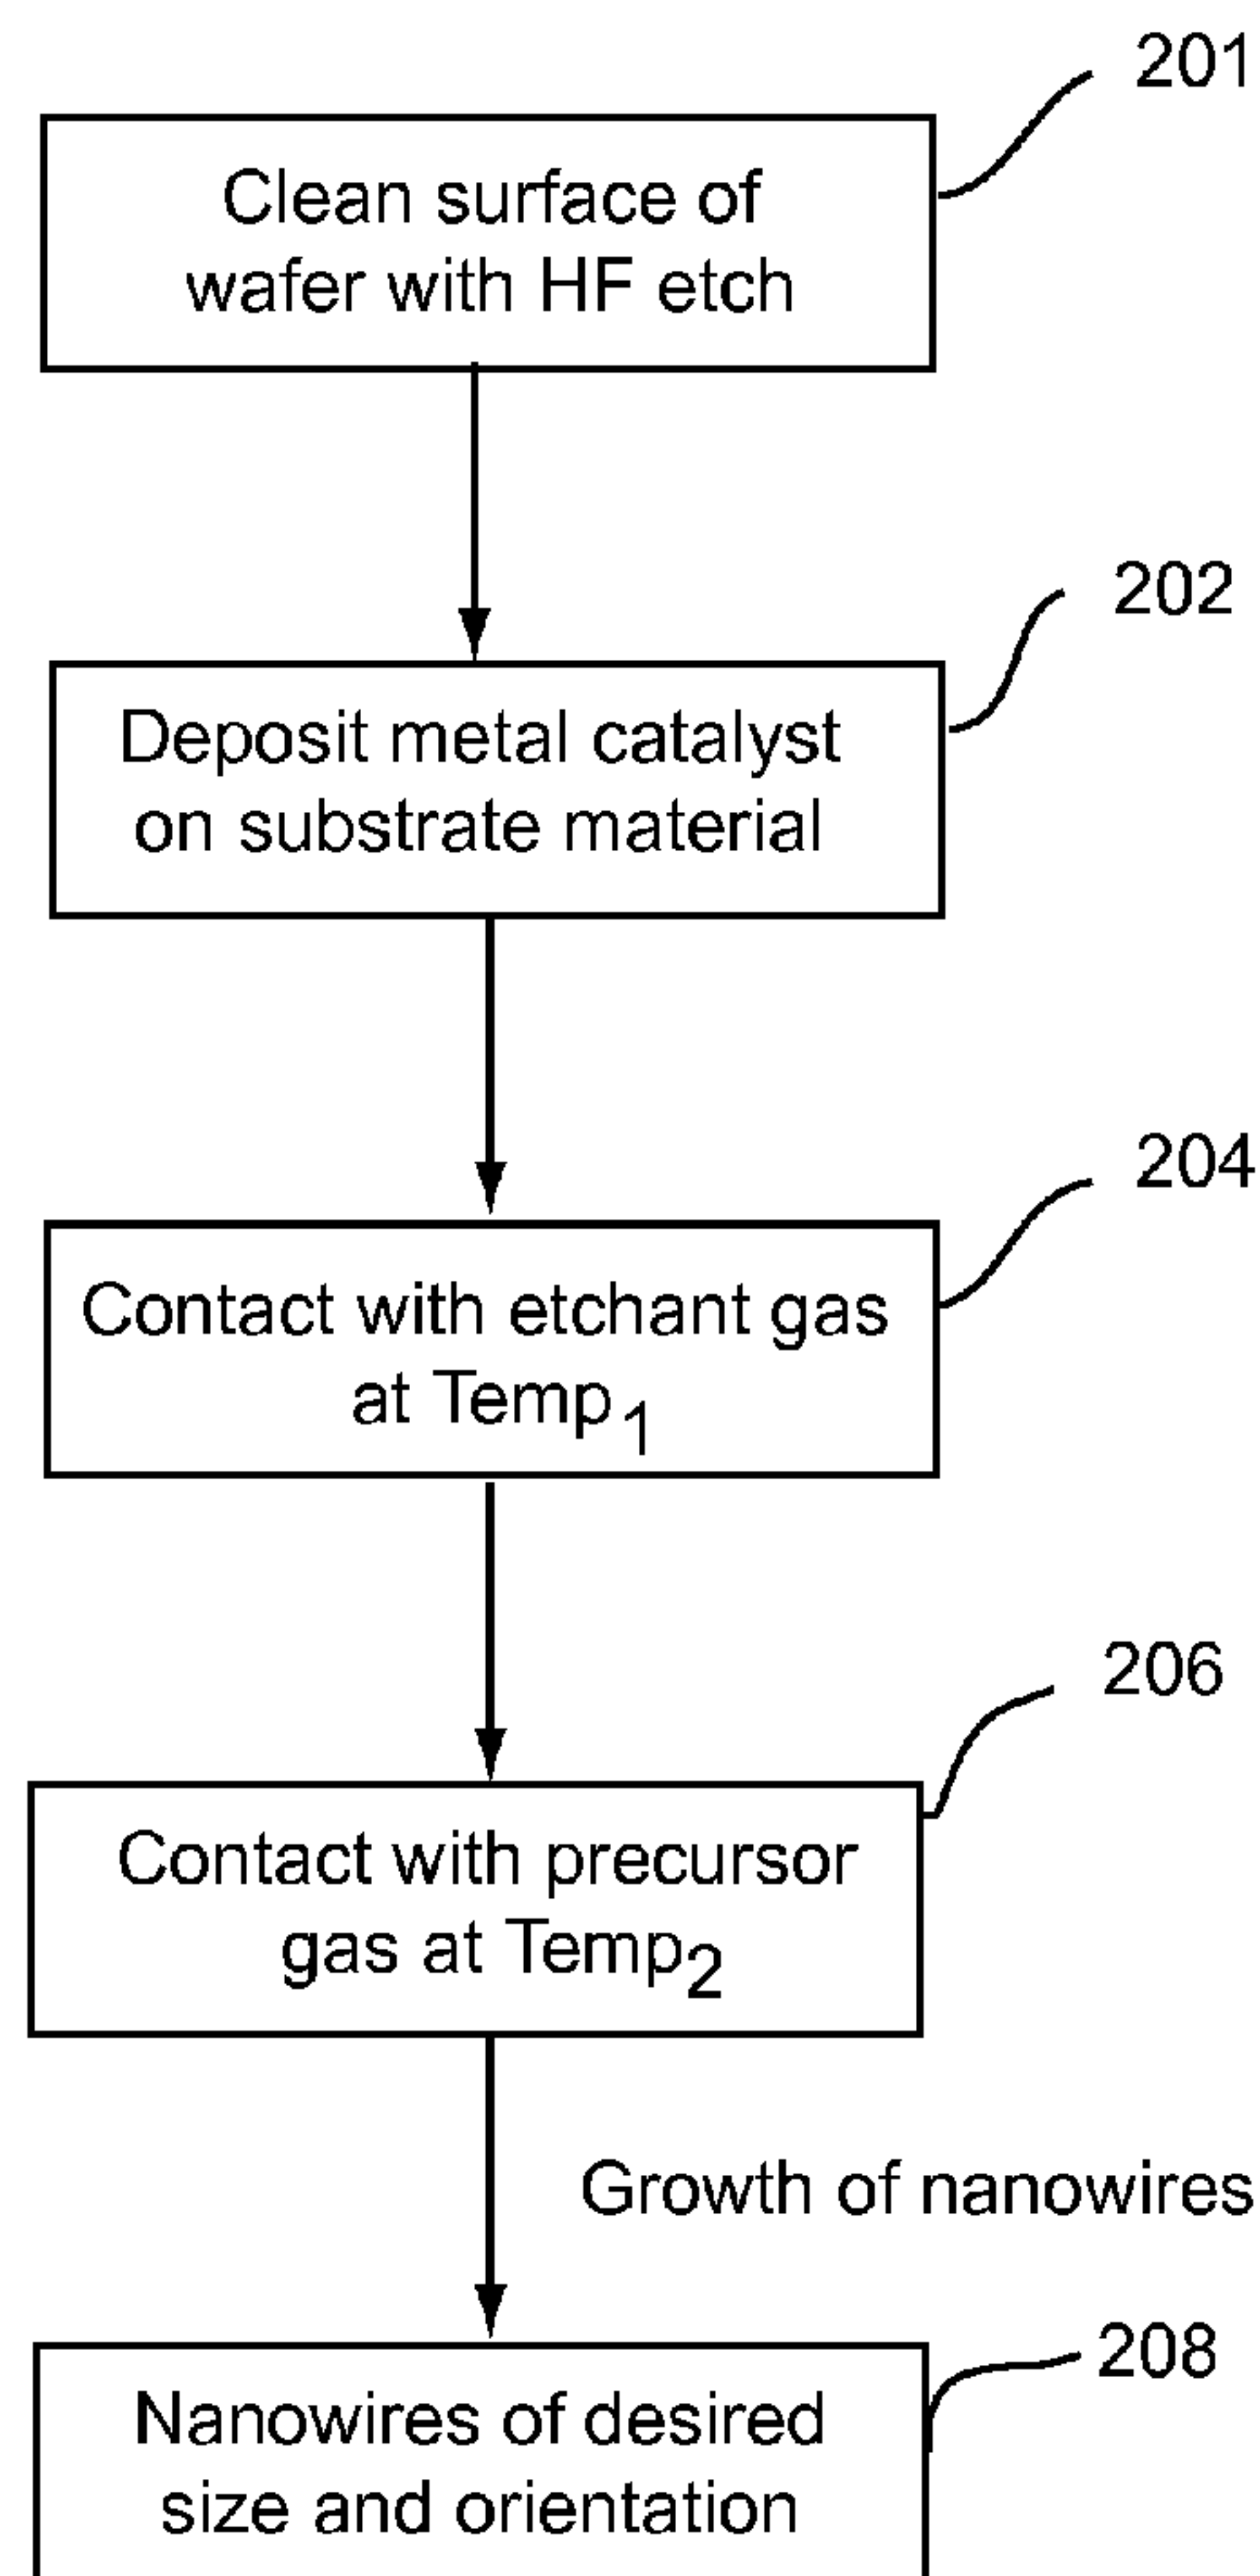 201
Clean surface of
wafer with HF etch
202
Deposit metal catalyst
on substrate material
204
Contact with etchant gas
at Temp1
206
Contact with precursor
gas at Temp2
Growth of nanowires
208
Nanowires of desired
size and orientation